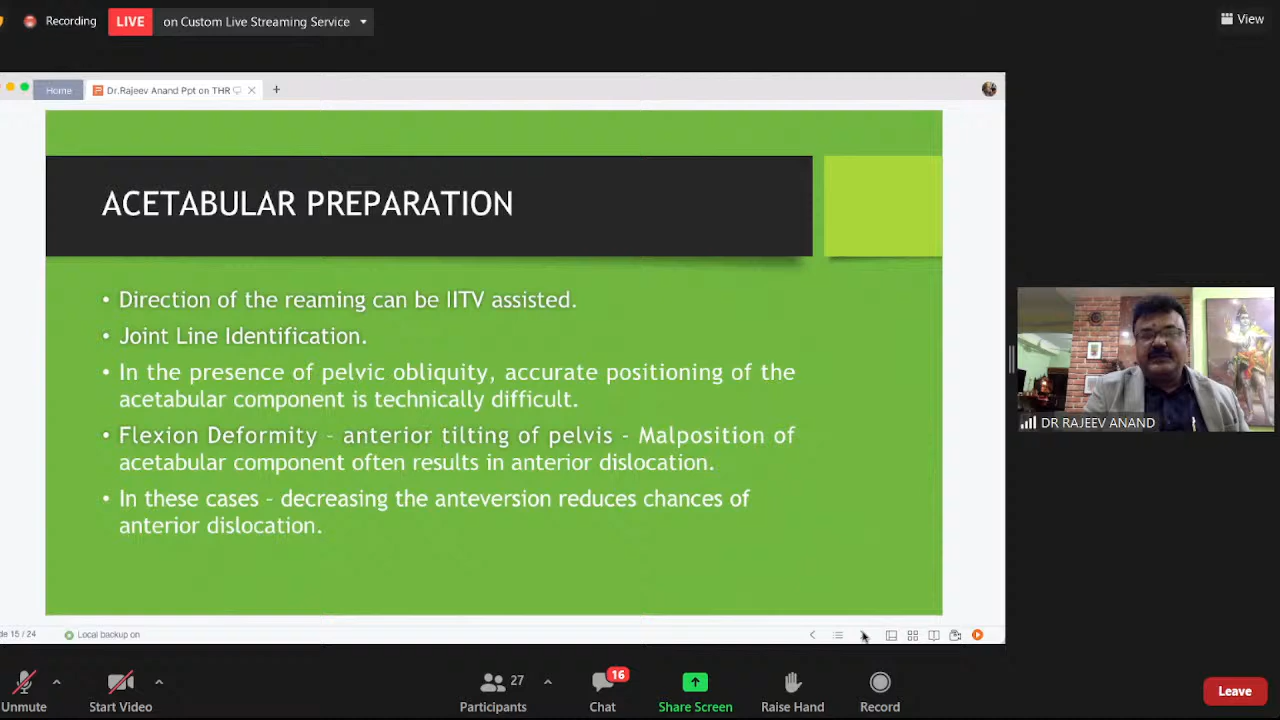 Recording
LIVE on Custom Live Streaming Service
View
Home
Dr.Rajeev Anand Ppt on THR
ACETABULAR PREPARATION
• Direction of the reaming can be IITV assisted.
• Joint Line Identification.
• In the presence of pelvic obliquity, accurate positioning of the
acetabular component is technically difficult.
• Flexion Deformity - anterior tilting of pelvis - Malposition of
acetabular component often results in anterior dislocation.
• In these cases - decreasing the anteversion reduces chances of
anterior dislocation.
DR RAJEEV ANAND
de 15 / 24
Local backup on
Unmute
Start Video
27
Participants
16
Chat
Share Screen
Raise Hand
Record
Leave